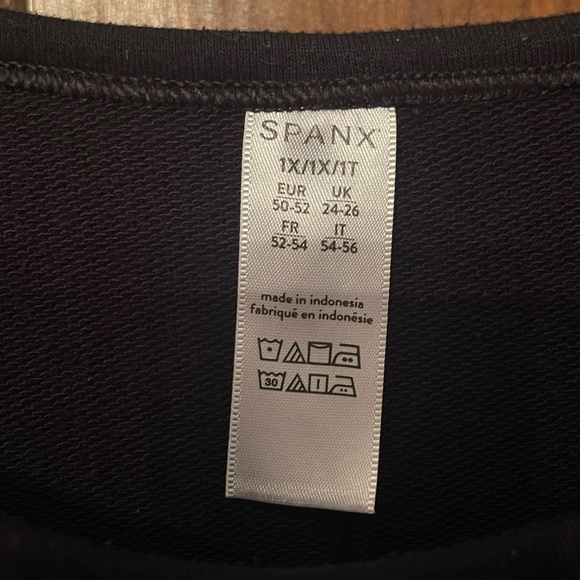 SPANX
1X/1X/1T
EUR UK
50-52 24-26
FR IT
52-54 54-56
made in indonesia
fabriqué en indonésie
30